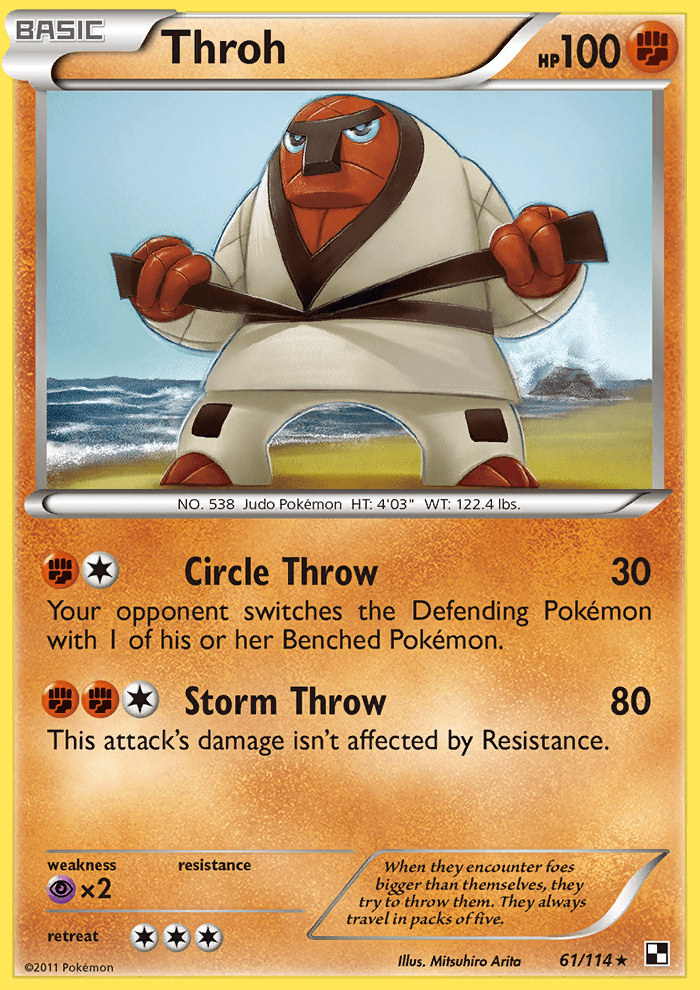 BASIC
Throh
HP100
NO. 538 Judo Pokémon HT: 4'03" WT: 122.4 lbs.
Circle Throw 30
Your opponent switches the Defending Pokémon
with 1 of his or her Benched Pokémon.
Storm Throw 80
This attack's damage isn't affected by Resistance.
weakness resistance
×2
When they encounter foes
bigger than themselves, they
try to throw them. They always
travel in packs of five.
retreat
Illus. Mitsuhiro Arita 61/114 ★
©2011 Pokémon